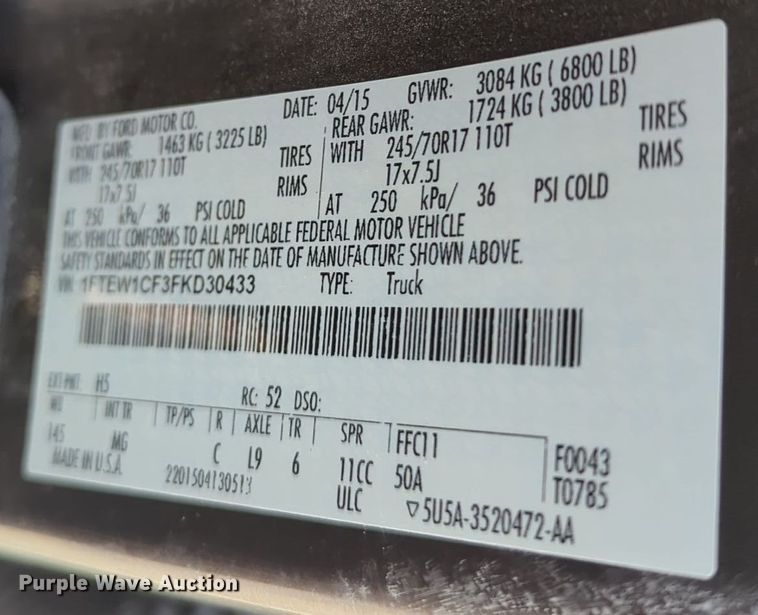 MFD BY FORD MOTOR CO. DATE: 04/15 GVWR: 3084 KG ( 6800 LB)
FRONT GAWR: 1463 KG ( 3225 LB) REAR GAWR: 1724 KG ( 3800 LB)
WITH 245/70R17 110T TIRES WITH 245/70R17 110T TIRES
17x7.5J RIMS 17x7.5J RIMS
AT 250 kPa/ 36 PSI COLD AT 250 kPa/ 36 PSI COLD
THIS VEHICLE CONFORMS TO ALL APPLICABLE FEDERAL MOTOR VEHICLE
SAFETY STANDARDS IN EFFECT ON THE DATE OF MANUFACTURE SHOWN ABOVE.
VIN: 1FTEW1CF3FKD30433 TYPE: Truck
EXT PNT: H5 RC: 52 DSO:
WB INT TR TP/PS R AXLE TR SPR FFC11 F0043
145 MG C L9 6 11CC 50A T0785
MADE IN U.S.A. 2201504130513 ULC ▽5U5A-3520472-AA
Purple Wave Auction